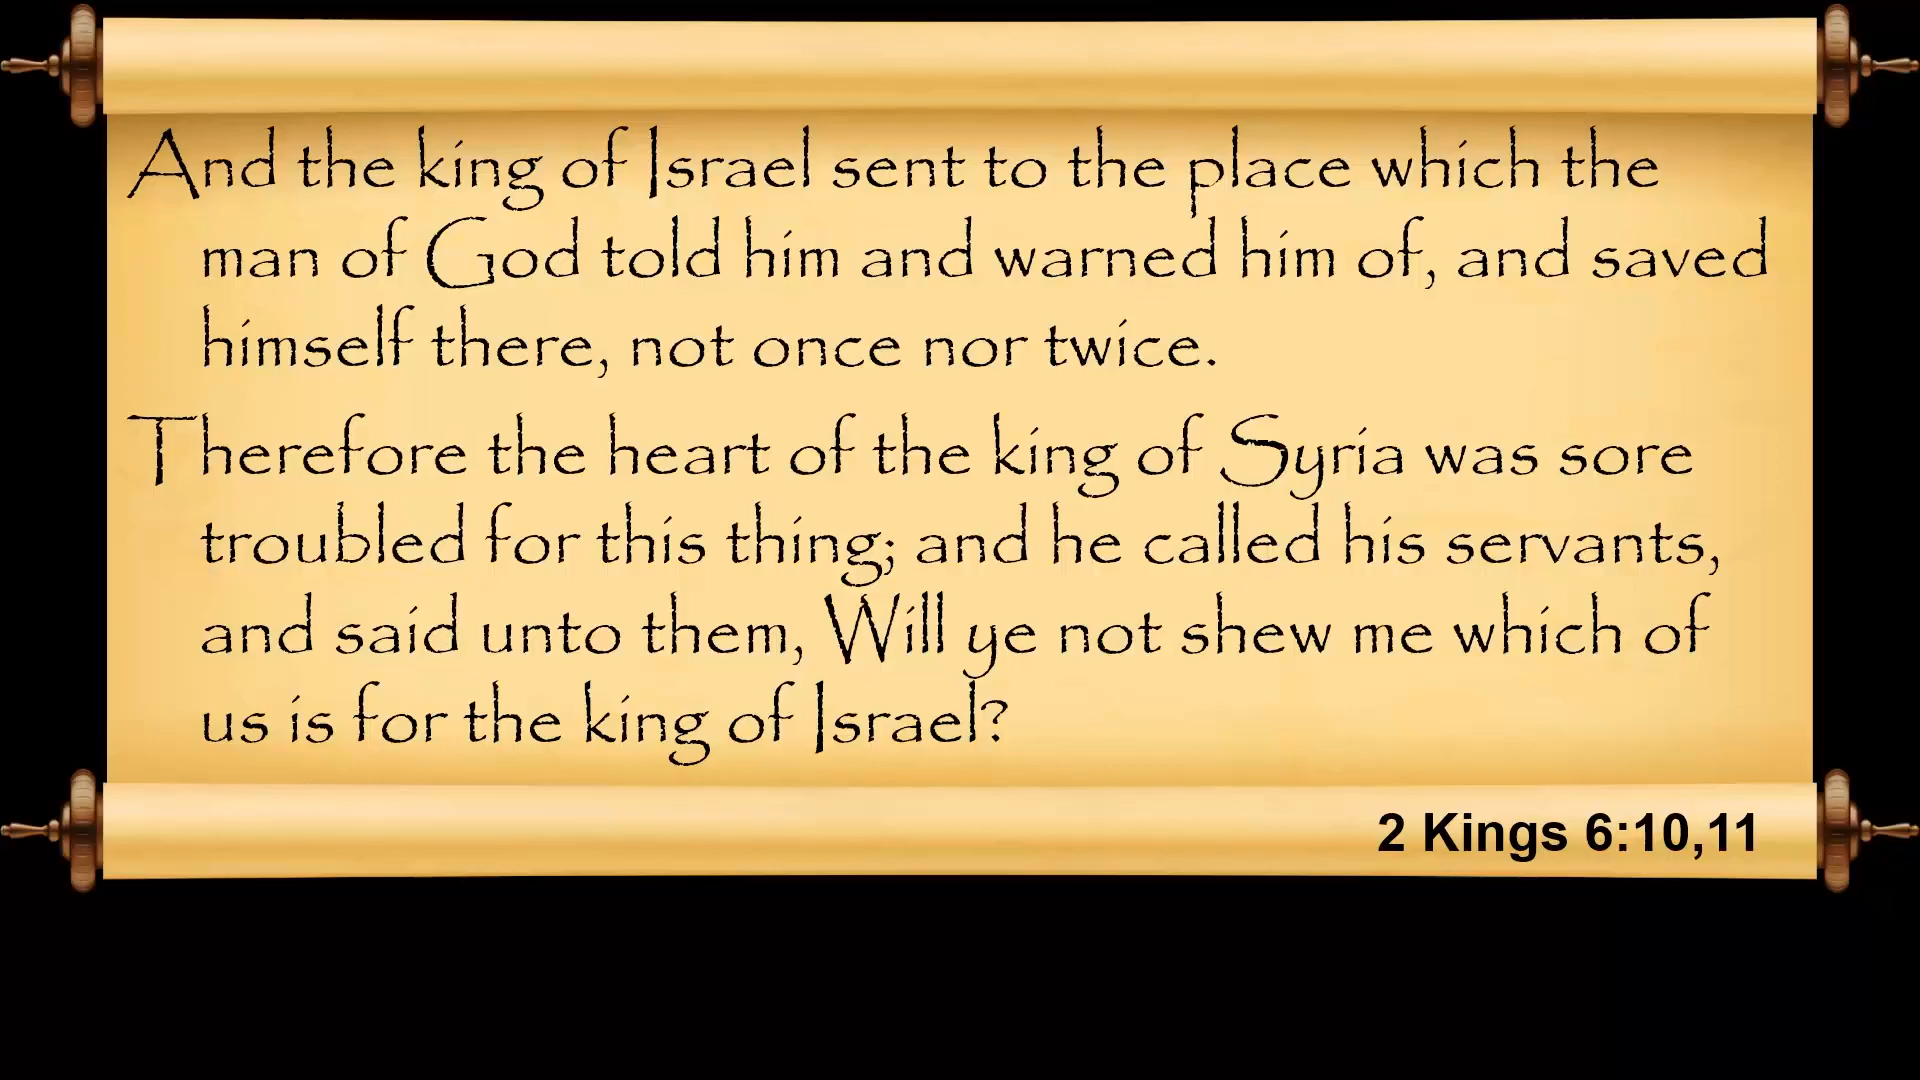 And the king of Israel sent to the place which the
man of God told him and warned him of, and saved
himself there, not once nor twice.
Therefore the heart of the king of Syria was sore
troubled for this thing; and he called his servants,
and said unto them, Will ye not shew me which of
us is for the king of Israel?
2 Kings 6:10,11